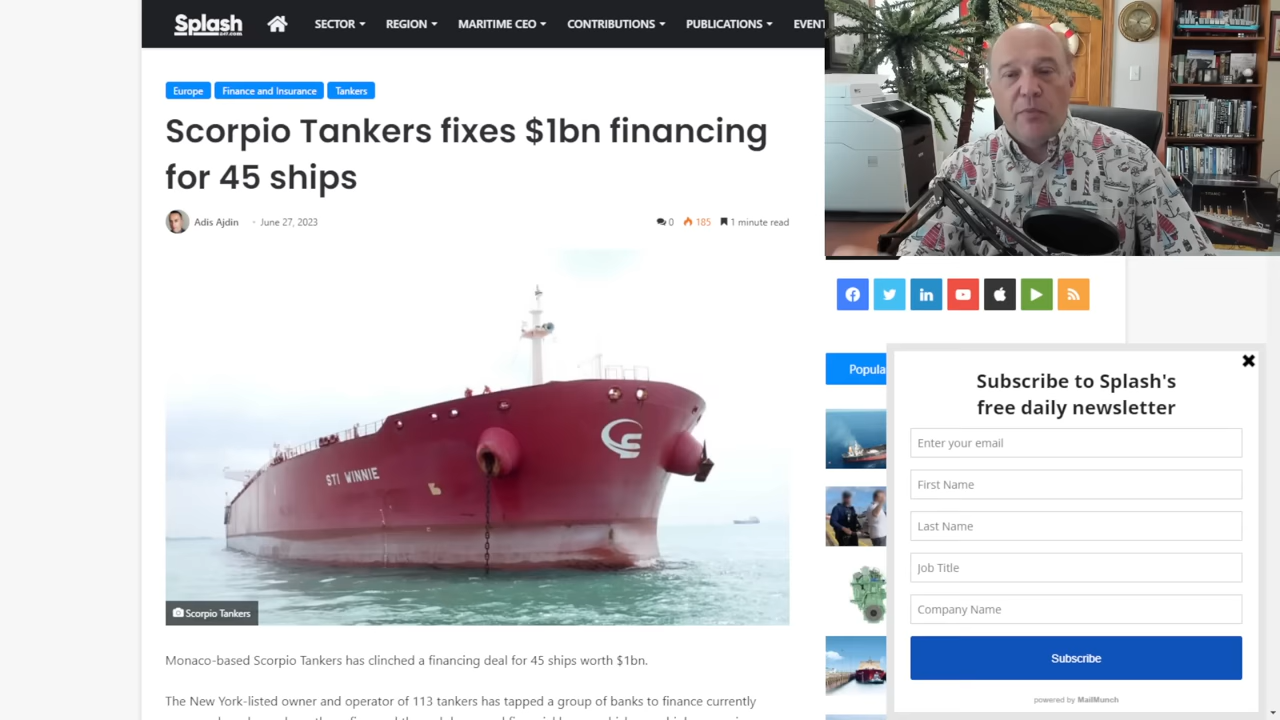 Splash
247.com
SECTOR
REGION
MARITIME CEO
CONTRIBUTIONS
PUBLICATIONS
EVENT
Europe
Finance and Insurance
Tankers
Scorpio Tankers fixes $1bn financing
for 45 ships
Adis Ajdin
- June 27, 2023
0
185
1 minute read
STI WINNIE
Scorpio Tankers
Monaco-based Scorpio Tankers has clinched a financing deal for 45 ships worth $1bn.
The New York-listed owner and operator of 113 tankers has tapped a group of banks to finance currently
Popula
Subscribe to Splash's
free daily newsletter
Enter your email
First Name
Last Name
Job Title
Company Name
Subscribe
powered by MailMunch